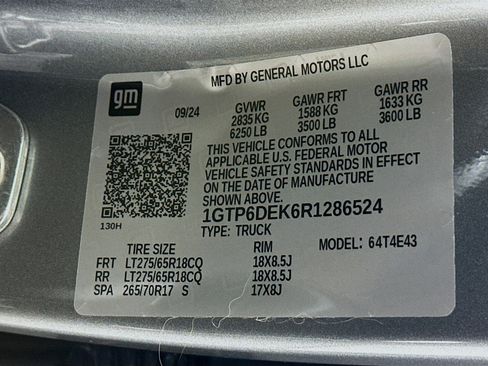 MFD BY GENERAL MOTORS LLC
gm
09/24 GVWR GAWR FRT GAWR RR
2835 KG 1588 KG 1633 KG
6250 LB 3500 LB 3600 LB
THIS VEHICLE CONFORMS TO ALL
APPLICABLE U.S. FEDERAL MOTOR
VEHICLE SAFETY STANDARDS IN EFFECT
ON THE DATE OF MANUFACTURE
SHOWN ABOVE.
1GTP6DEK6R1286524
130H
TYPE: TRUCK MODEL: 64T4E43
TIRE SIZE RIM
FRT LT275/65R18CQ 18X8.5J
RR LT275/65R18CQ 18X8.5J
SPA 265/70R17 S 17X8J